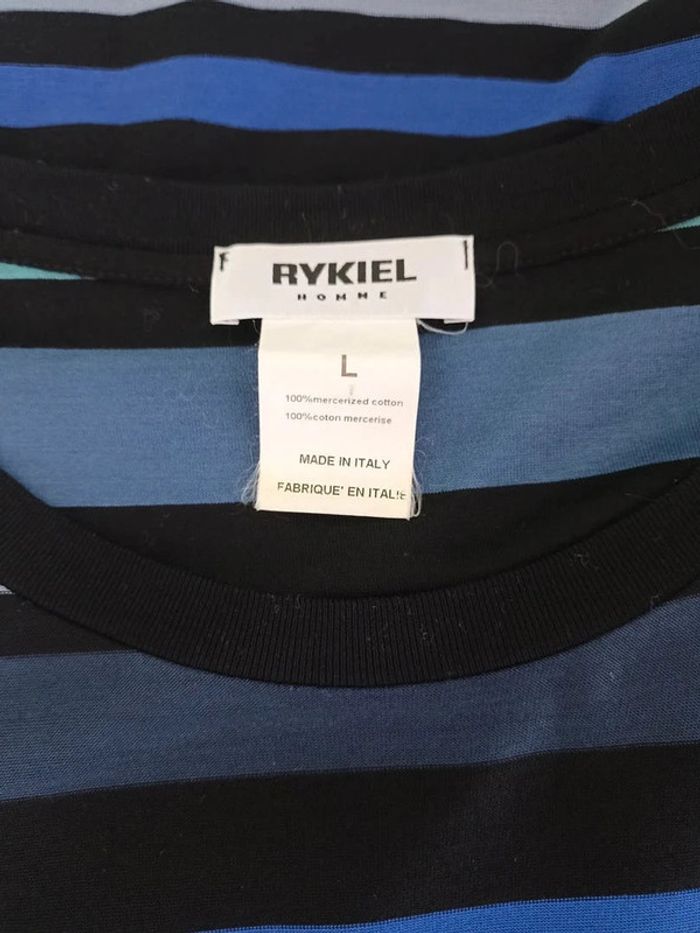 RYKIEL
HOMME
L
100%mercerized cotton
100%coton mercerise
MADE IN ITALY
FABRIQUE' EN ITALIE